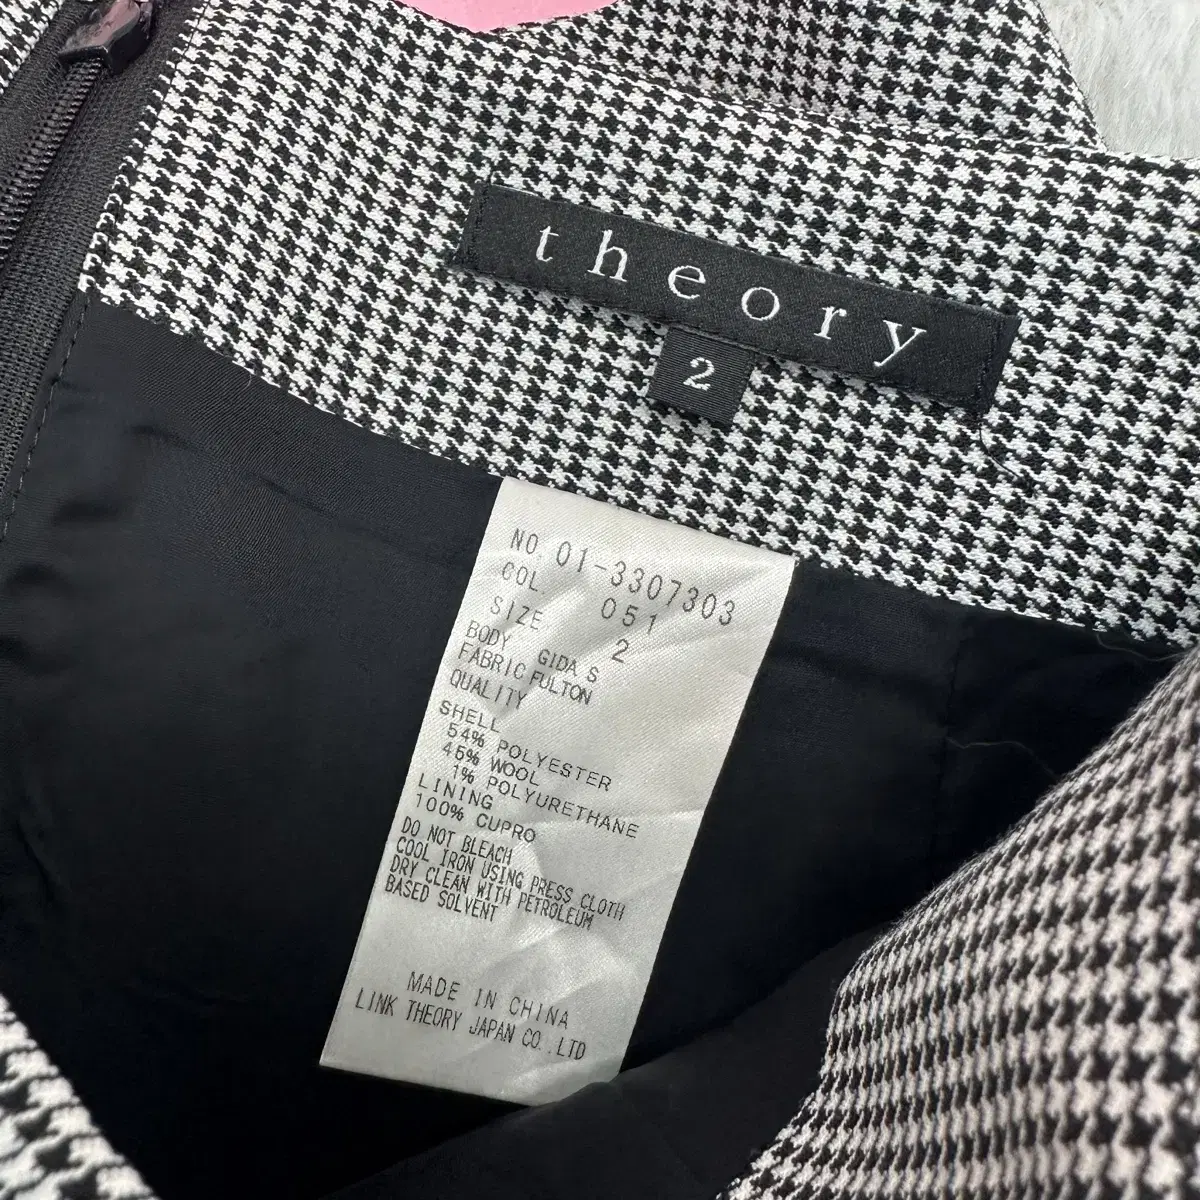 theory
2
NO. 01-3307303
COL. 051
SIZE 2
BODY GIDA S
FABRIC FULTON
QUALITY
SHELL
54% POLYESTER
45% WOOL
1% POLYURETHANE
LINING
100% CUPRO
DO NOT BLEACH
COOL IRON USING PRESS CLOTH
DRY CLEAN WITH PETROLEUM
BASED SOLVENT
MADE IN CHINA
LINK THEORY JAPAN CO.,LTD